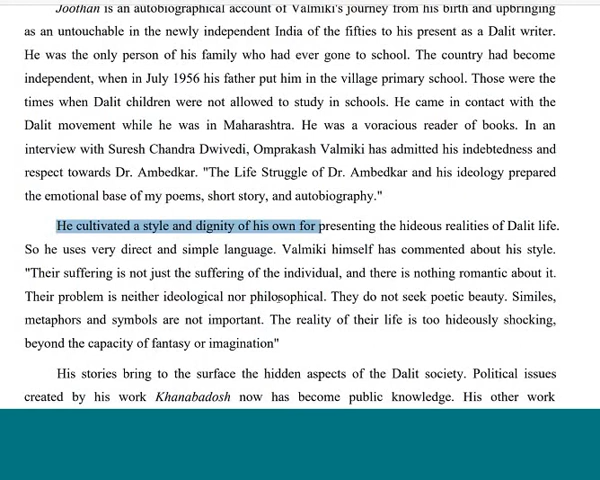 Joothan is an autobiographical account of Valmiki's journey from his birth and upbringing
as an untouchable in the newly independent India of the fifties to his present as a Dalit writer.
He was the only person of his family who had ever gone to school. The country had become
independent, when in July 1956 his father put him in the village primary school. Those were the
times when Dalit children were not allowed to study in schools. He came in contact with the
Dalit movement while he was in Maharashtra. He was a voracious reader of books. In an
interview with Suresh Chandra Dwivedi, Omprakash Valmiki has admitted his indebtedness and
respect towards Dr. Ambedkar. "The Life Struggle of Dr. Ambedkar and his ideology prepared
the emotional base of my poems, short story, and autobiography."
He cultivated a style and dignity of his own for presenting the hideous realities of Dalit life.
So he uses very direct and simple language. Valmiki himself has commented about his style.
"Their suffering is not just the suffering of the individual, and there is nothing romantic about it.
Their problem is neither ideological nor philosophical. They do not seek poetic beauty. Similes,
metaphors and symbols are not important. The reality of their life is too hideously shocking,
beyond the capacity of fantasy or imagination"
His stories bring to the surface the hidden aspects of the Dalit society. Political issues
created by his work Khanabadosh now has become public knowledge. His other work